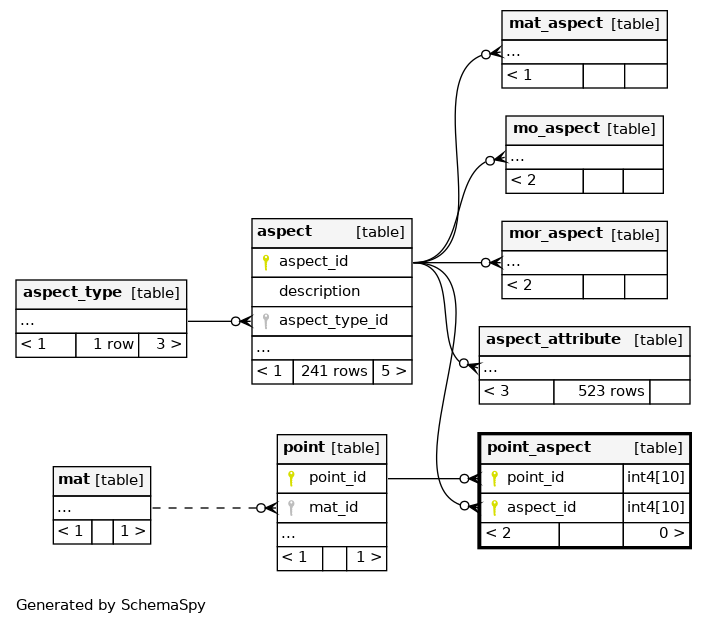 mat_aspect [table]
...
< 1
mo_aspect [table]
...
< 2
mor_aspect [table]
...
< 2
aspect [table]
aspect_id
description
aspect_type_id
...
< 1 241 rows 5 >
aspect_type [table]
...
< 1 1 row 3 >
aspect_attribute [table]
...
< 3 523 rows
point_aspect [table]
point_id int4[10]
aspect_id int4[10]
< 2 0 >
point [table]
point_id
mat_id
...
< 1 1 >
mat [table]
...
< 1 1 >
Generated by SchemaSpy